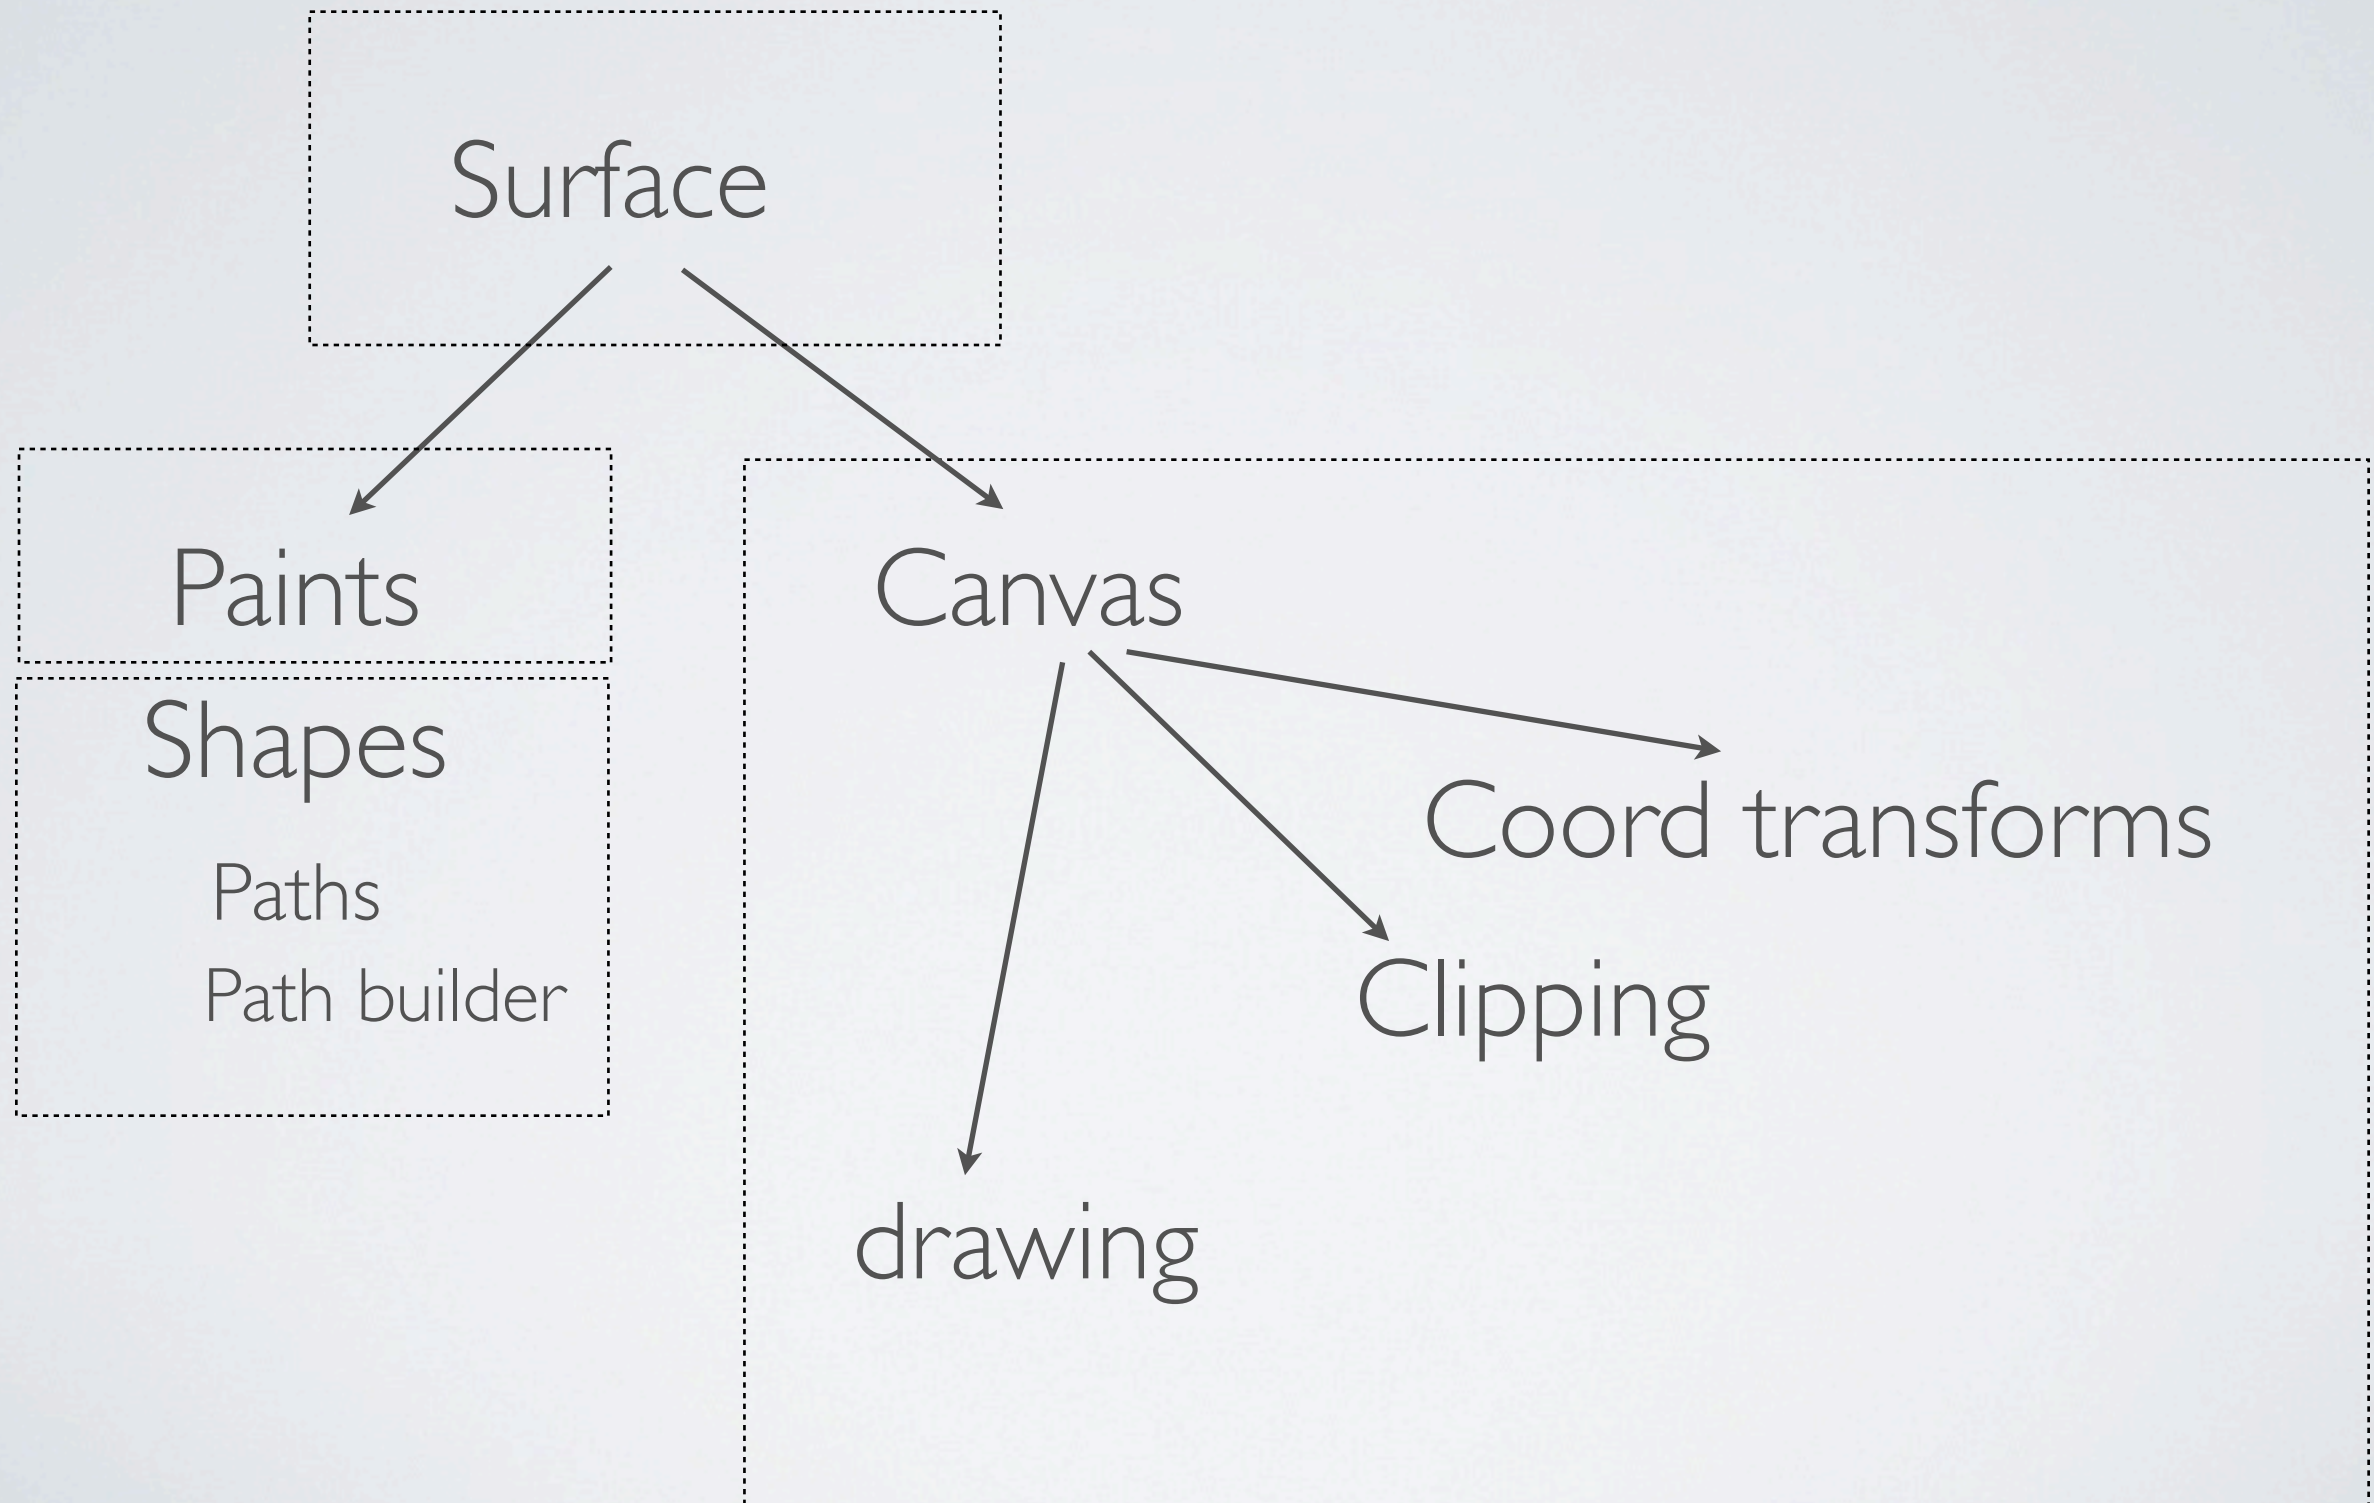 Surface
Paints
Canvas
Shapes
Coord transforms
Paths
Path builder
Clipping
drawing